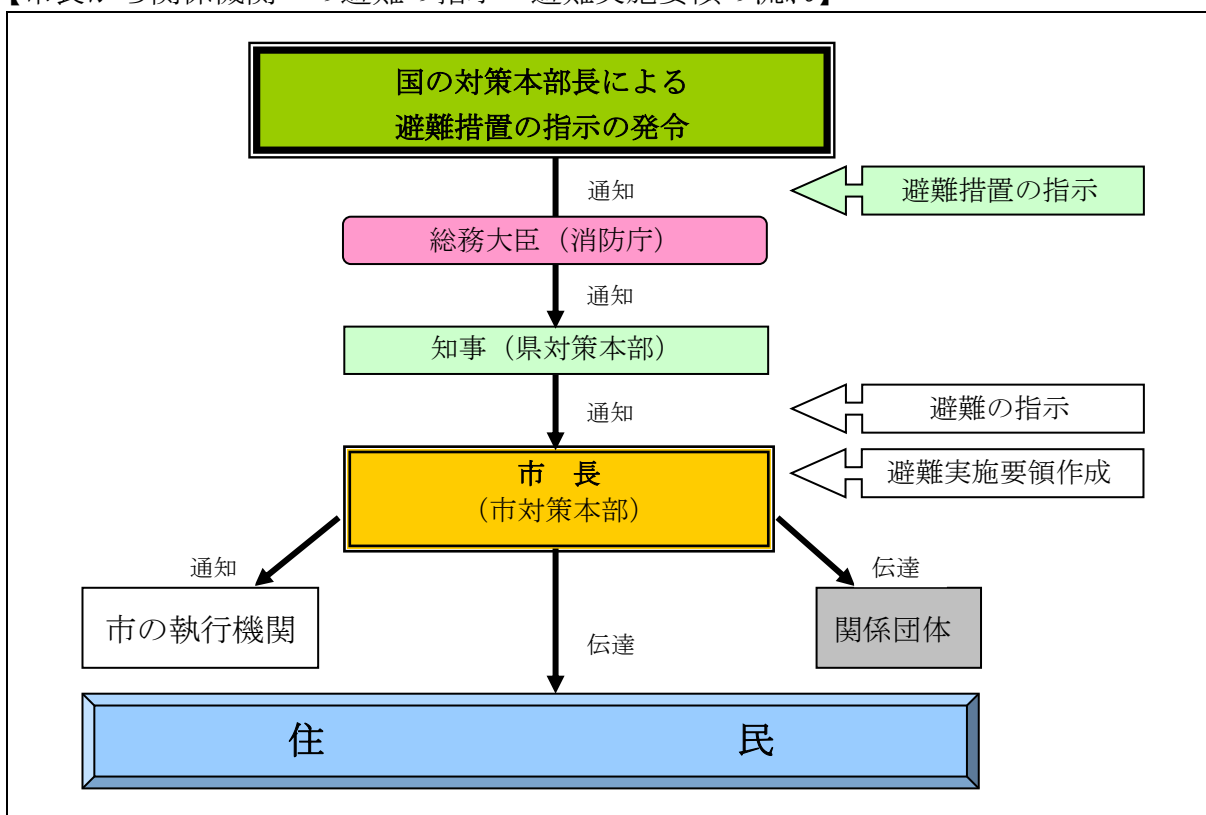 国の対策本部長による
避難措置の指示の発令
通知
避難措置の指示
総務大臣（消防庁）
通知
知事（県対策本部）
通知
避難の指示
市　長
避難実施要領作成
（市対策本部）
通知
伝達
市の執行機関
伝達
関係団体
住　民